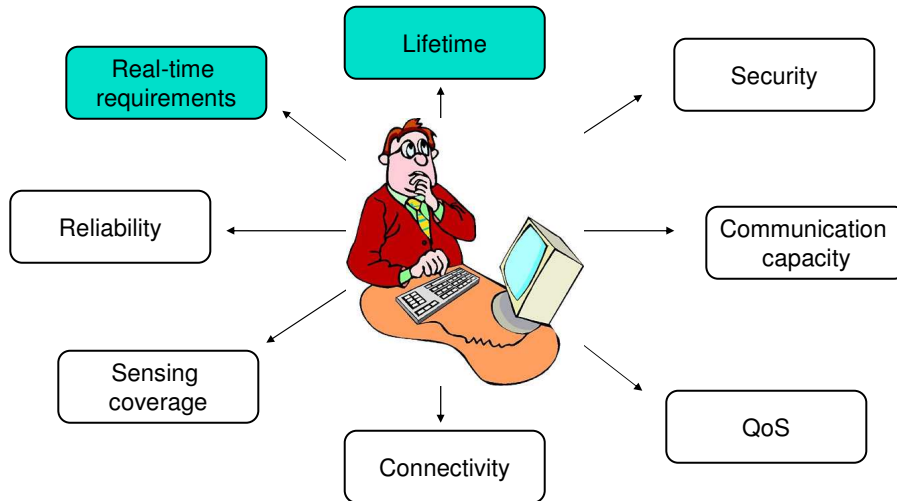 Lifetime
Real-time
requirements
Security
Reliability
Communication
capacity
Sensing
coverage
QoS
Connectivity